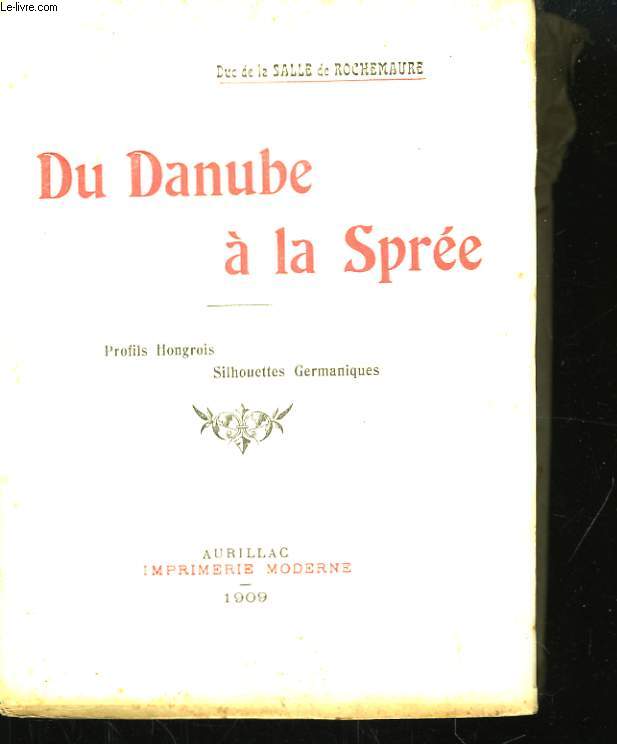 Le-livre.com
Duc de la SALLE de ROCHEMAURE
Du Danube
à la Sprée
Profils Hongrois
Silhouettes Germaniques
AURILLAC
IMPRIMERIE MODERNE
1909